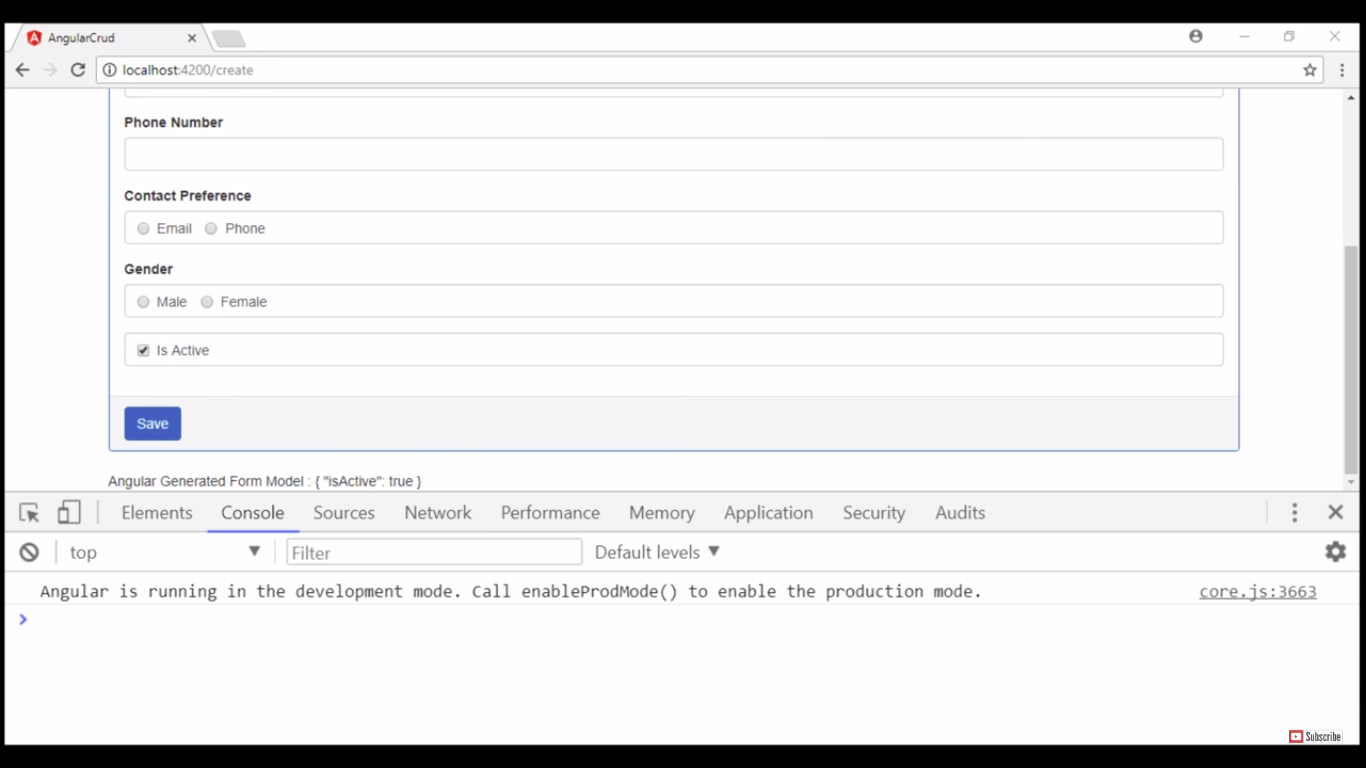 AngularCrud
localhost:4200/create
Phone Number
Contact Preference
Email Phone
Gender
Male Female
Is Active
Save
Angular Generated Form Model : { "isActive": true }
Elements Console Sources Network Performance Memory Application Security Audits
top Filter Default levels
Angular is running in the development mode. Call enableProdMode() to enable the production mode. core.js:3663
Subscribe